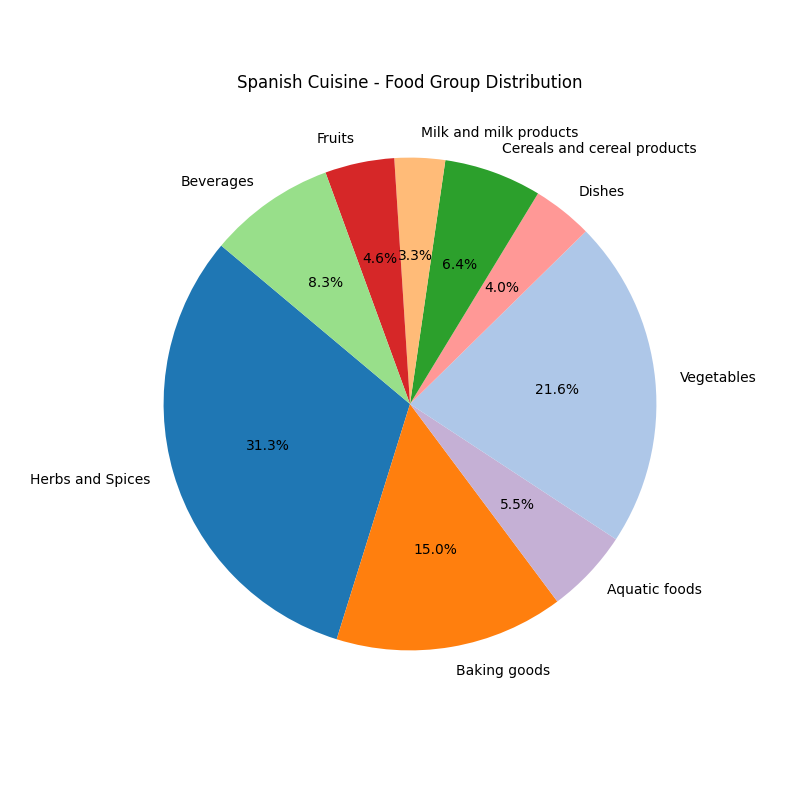 Spanish Cuisine - Food Group Distribution
Milk and milk products
Fruits
Cereals and cereal products
Beverages
Dishes
3.3%
4.6%
6.4%
8.3%
4.0%
Vegetables
21.6%
31.3%
Herbs and Spices
5.5%
15.0%
Aquatic foods
Baking goods